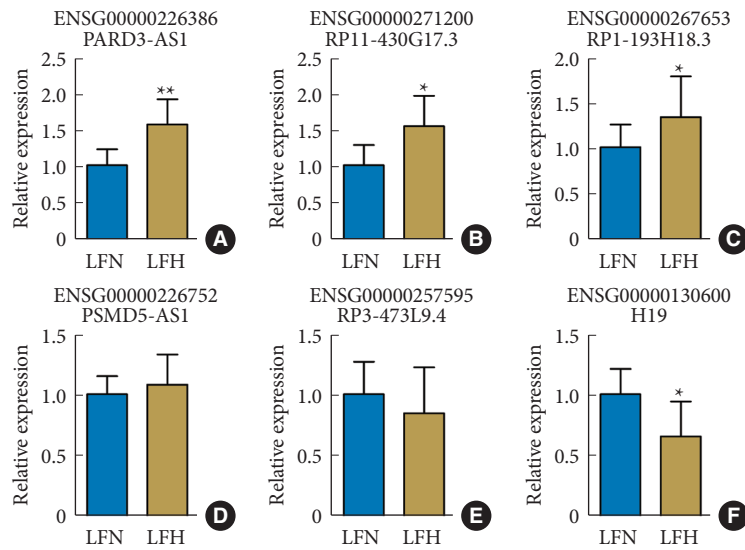 ENSG00000226386
PARD3-AS1
Relative expression
2.5
2.0
1.5
1.0
0.5
0
**
LFN LFH
A
ENSG00000271200
RP11-430G17.3
Relative expression
2.5
2.0
1.5
1.0
0.5
0
*
LFN LFH
B
ENSG00000267653
RP1-193H18.3
Relative expression
2.0
1.5
1.0
0.5
0
*
LFN LFH
C
ENSG00000226752
PSMD5-AS1
Relative expression
1.5
1.0
0.5
0
LFN LFH
D
ENSG00000257595
RP3-473L9.4
Relative expression
1.5
1.0
0.5
0
LFN LFH
E
ENSG00000130600
H19
Relative expression
1.5
1.0
0.5
0
*
LFN LFH
F